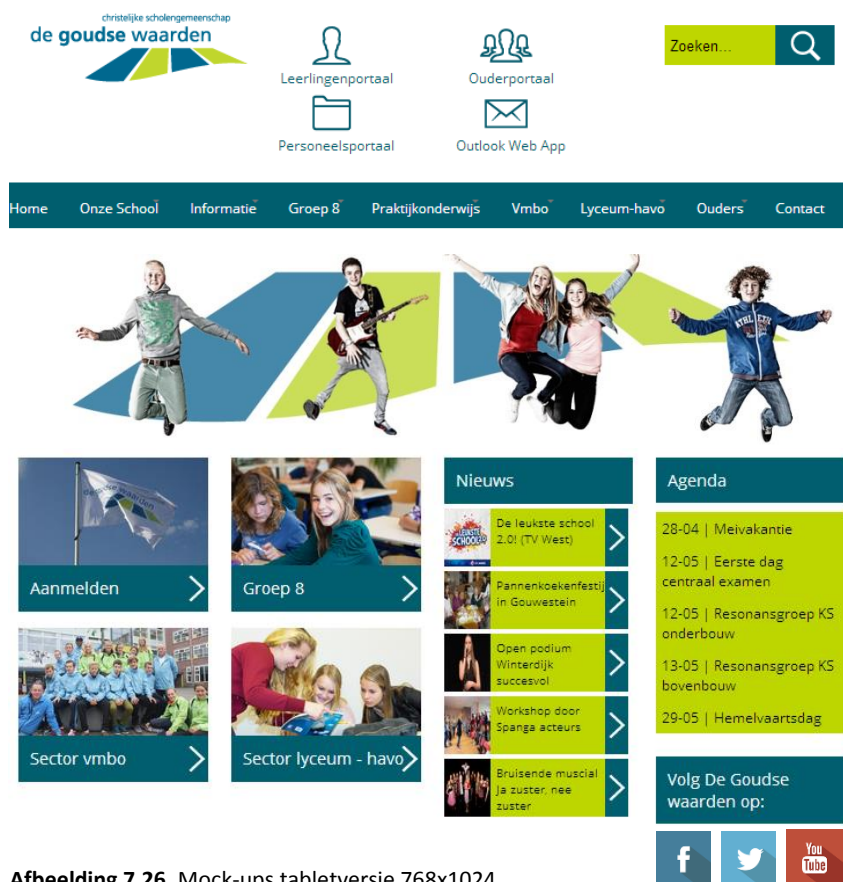 christelijke scholengemeenschap
de goudse waarden
Leerlingenportaal
Ouderportaal
Personeelsportaal
Outlook Web App
Zoeken...
Home Onze School Informatie Groep 8 Praktijkonderwijs Vmbo Lyceum-havo Ouders Contact
Aanmelden
Groep 8
Sector vmbo
Sector lyceum - havo
Nieuws
De leukste school
2.0! (TV West)
Pannenkoekenfestij
in Gouwestein
Open podium
Winterdijk
succesvol
Workshop door
Spanga acteurs
Bruisende muscial
Ja zuster, nee
zuster
Agenda
28-04 | Meivakantie
12-05 | Eerste dag
centraal examen
12-05 | Resonansgroep KS
onderbouw
13-05 | Resonansgroep KS
bovenbouw
29-05 | Hemelvaartsdag
Volg De Goudse
waarden op:
You
Tube
Afbeelding 7.26 Mock-ups tabletversie 768x1024